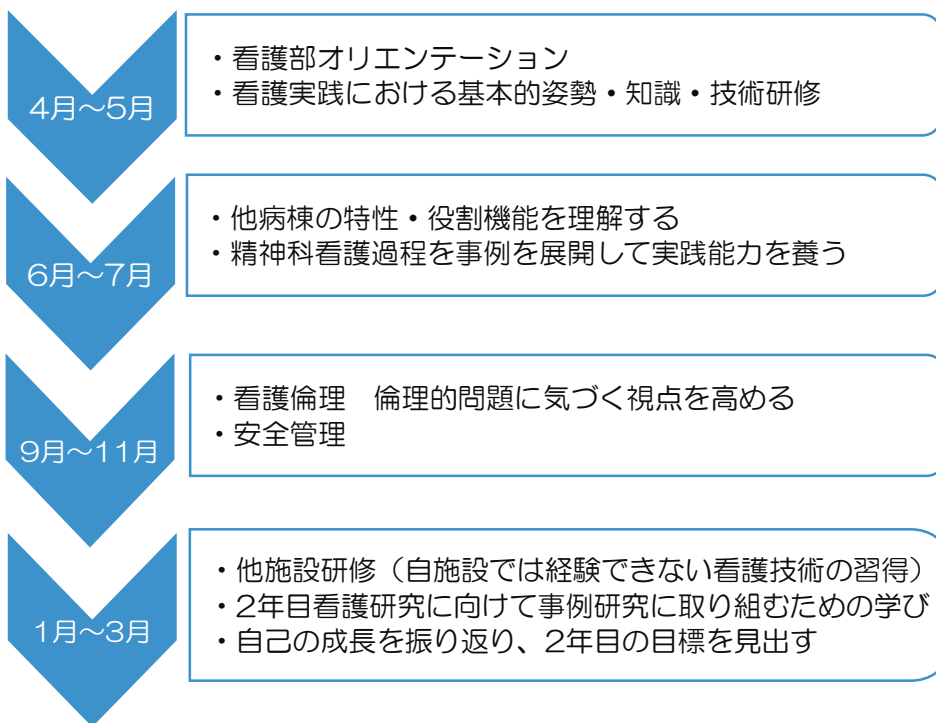 4月～5月
・看護部オリエンテーション
・看護実践における基本的姿勢・知識・技術研修
6月～7月
・他病棟の特性・役割機能を理解する
・精神科看護過程を事例を展開して実践能力を養う
9月～11月
・看護倫理　倫理的問題に気づく視点を高める
・安全管理
1月～3月
・他施設研修（自施設では経験できない看護技術の習得）
・2年目看護研究に向けて事例研究に取り組むための学び
・自己の成長を振り返り、2年目の目標を見出す